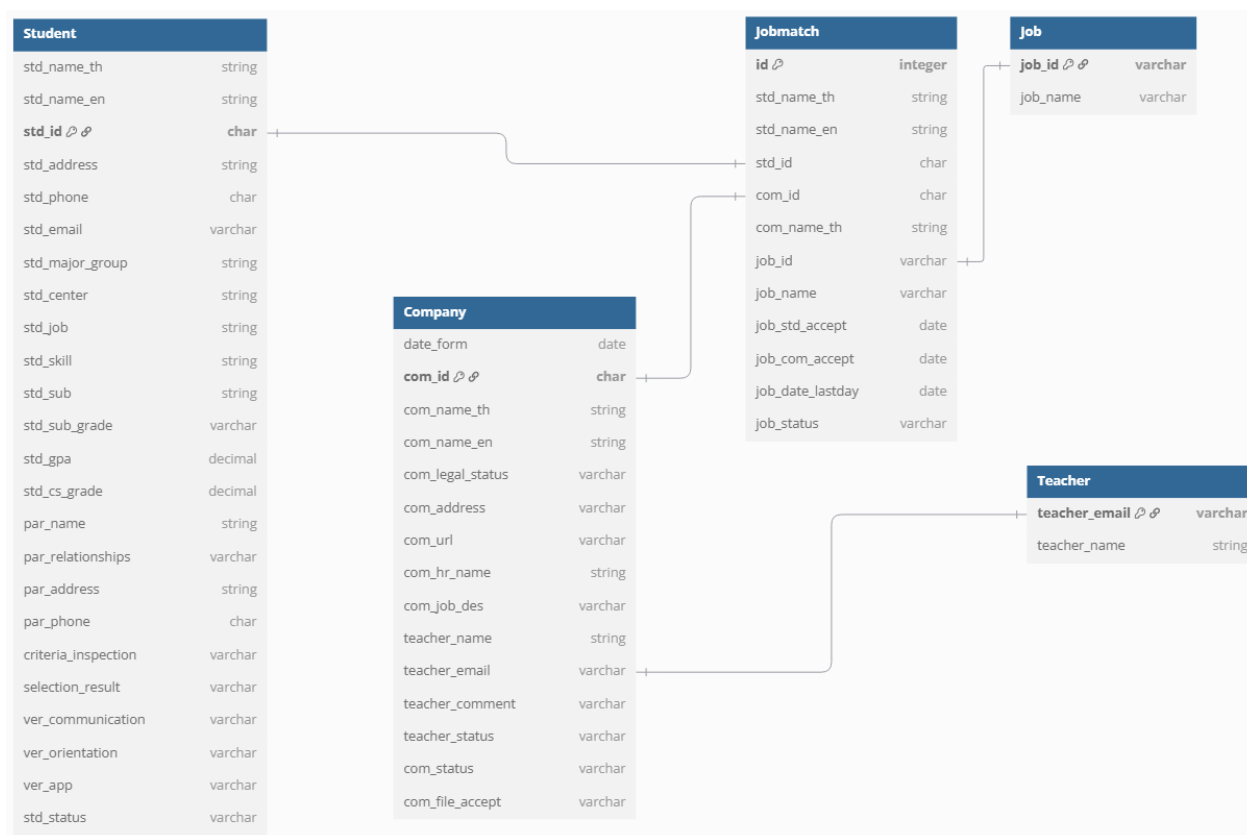 Student
std_name_th string
std_name_en string
std_id char
std_address string
std_phone char
std_email varchar
std_major_group string
std_center string
std_job string
std_skill string
std_sub string
std_sub_grade varchar
std_gpa decimal
std_cs_grade decimal
par_name string
par_relationships varchar
par_address string
par_phone char
criteria_inspection varchar
selection_result varchar
ver_communication varchar
ver_orientation varchar
ver_app varchar
std_status varchar
Company
date_form date
com_id char
com_name_th string
com_name_en string
com_legal_status varchar
com_address varchar
com_url varchar
com_hr_name string
com_job_des varchar
teacher_name string
teacher_email varchar
teacher_comment varchar
teacher_status varchar
com_status varchar
com_file_accept varchar
Jobmatch
id integer
std_name_th string
std_name_en string
std_id char
com_id char
com_name_th string
job_id varchar
job_name varchar
job_std_accept date
job_com_accept date
job_date_lastday date
job_status varchar
Job
job_id varchar
job_name varchar
Teacher
teacher_email varchar
teacher_name string